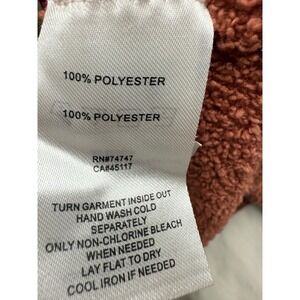 100% POLYESTER
100% POLYESTER
RN#74747
CA#45117
TURN GARMENT INSIDE OUT
HAND WASH COLD
SEPARATELY
ONLY NON-CHLORINE BLEACH
WHEN NEEDED
LAY FLAT TO DRY
COOL IRON IF NEEDED